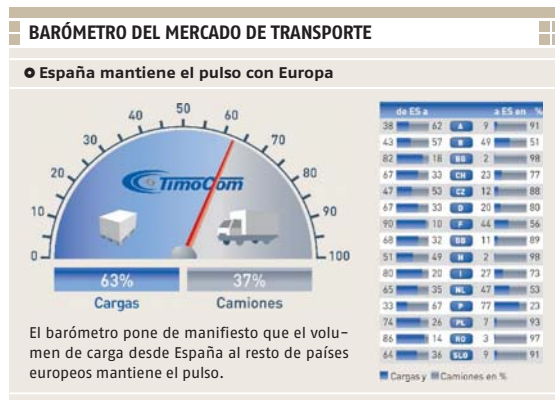 BARÓMETRO DEL MERCADO DE TRANSPORTE
España mantiene el pulso con Europa
0 10 20 30 40 50 60 70 80 90 100
TimoCom
63% 37%
Cargas Camiones
El barómetro pone de manifiesto que el volu-
men de carga desde España al resto de países
europeos mantiene el pulso.
de ES a a ES en %
38 62 A 9 91
43 57 B 49 51
82 18 BG 2 98
67 33 CH 23 77
47 53 CZ 12 88
67 33 D 20 80
90 10 F 44 56
68 32 11 89
51 49 H 2 98
80 20 I 27 73
65 35 NL 47 53
33 67 P 77 23
74 26 PL 7 93
86 14 RO 3 97
64 36 SLO 9 91
Cargas y Camiones en %